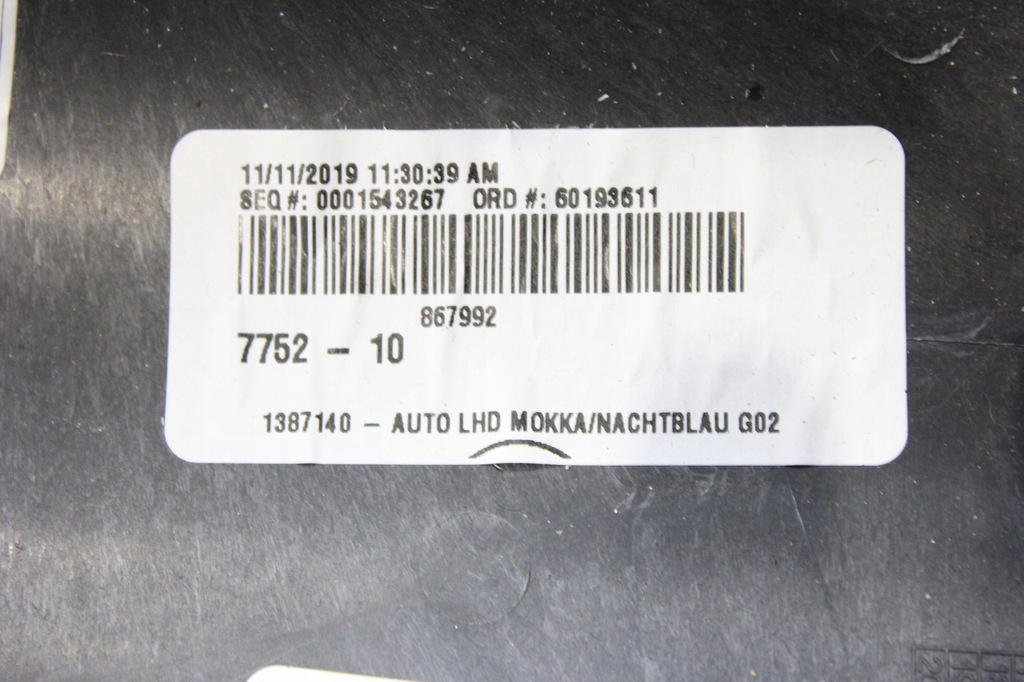 11/11/2019 11:30:39 AM
SEQ #: 0001543267 ORD #: 60193611
867992
7752 - 10
1387140 - AUTO LHD MOKKA/NACHTBLAU G02